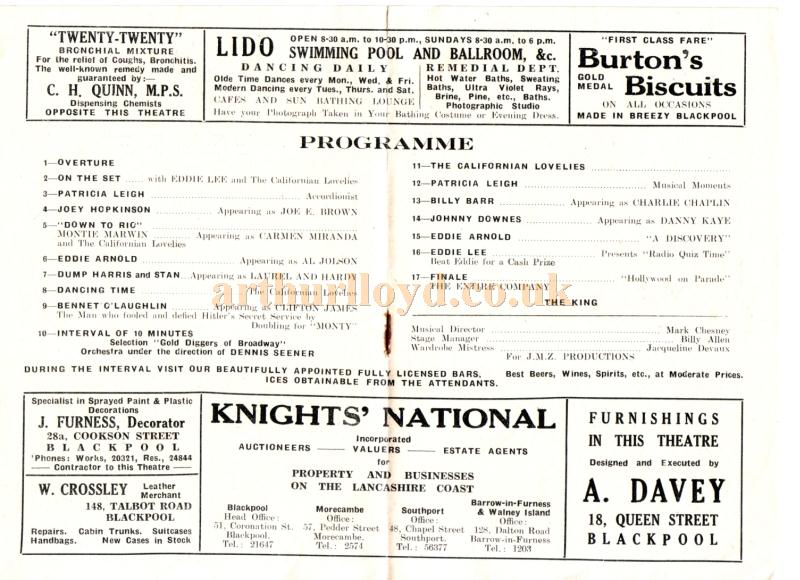 "TWENTY-TWENTY"
BRONCHIAL MIXTURE
For the relief of Coughs, Bronchitis.
The well-known remedy made and
guaranteed by:—
C. H. QUINN, M.P.S.
Dispensing Chemists
OPPOSITE THIS THEATRE
LIDO OPEN 8-30 a.m. to 10-30 p.m., SUNDAYS 8-30 a.m. to 6 p.m.
SWIMMING POOL AND BALLROOM, &c.
DANCING DAILY
Olde Time Dances every Mon., Wed, & Fri.
Modern Dancing every Tues., Thurs. and Sat.
CAFES AND SUN BATHING LOUNGE
REMEDIAL DEPT.
Hot Water Baths, Sweating
Baths, Ultra Violet Rays,
Brine, Pine, etc., Baths.
Photographic Studio
Have your Photograph Taken in Your Bathing Costume or Evening Dress.
"FIRST CLASS FARE"
Burton's
GOLD MEDAL Biscuits
ON ALL OCCASIONS
MADE IN BREEZY BLACKPOOL
PROGRAMME
1—OVERTURE
2—ON THE SET ..... with EDDIE LEE and The Californian Lovelies
3—PATRICIA LEIGH ..... Accordionist
4—JOEY HOPKINSON ..... Appearing as JOE E. BROWN
5—"DOWN TO RIO" .....
MONTIE MARWIN ..... Appearing as CARMEN MIRANDA
and The Californian Lovelies
6—EDDIE ARNOLD ..... Appearing as AL JOLSON
7—DUMP HARRIS and STAN ... Appearing as LAUREL AND HARDY
8—DANCING TIME ..... The Californian Lovelies
9—BENNET O'LAUGHLIN ..... Appearing as CLIFTON JAMES
The Man who fooled and defied Hitler's Secret Service by
Doubling for "MONTY"
10—INTERVAL OF 10 MINUTES
Selection "Gold Diggers of Broadway"
Orchestra under the direction of DENNIS SEENER
11—THE CALIFORNIAN LOVELIES .....
12—PATRICIA LEIGH ..... Musical Moments
13—BILLY BARR ..... Appearing as CHARLIE CHAPLIN
14—JOHNNY DOWNES ..... Appearing as DANNY KAYE
15—EDDIE ARNOLD ..... "A DISCOVERY"
16—EDDIE LEE ..... Presents "Radio Quiz Time"
Beat Eddie for a Cash Prize
17—FINALE ..... "Hollywood on Parade"
THE ENTIRE COMPANY
THE KING
arthurlloyd.co.uk
Musical Director ..... Mark Chesney
Stage Manager ..... Billy Allen
Wardrobe Mistress ..... Jacqueline Devaux
For J.M.Z. PRODUCTIONS
DURING THE INTERVAL VISIT OUR BEAUTIFULLY APPOINTED FULLY LICENSED BARS, Best Beers, Wines, Spirits, etc., at Moderate Prices.
ICES OBTAINABLE FROM THE ATTENDANTS.
Specialist in Sprayed Paint & Plastic
Decorations
J. FURNESS, Decorator
28a, COOKSON STREET
BLACKPOOL
'Phones: Works, 20321, Res., 24844
—— Contractor to this Theatre ——
W. CROSSLEY Leather Merchant
148, TALBOT ROAD
BLACKPOOL
Repairs. Cabin Trunks. Suitcases
Handbags. New Cases in Stock
KNIGHTS' NATIONAL
Incorporated
AUCTIONEERS —— VALUERS —— ESTATE AGENTS
for
PROPERTY AND BUSINESSES
ON THE LANCASHIRE COAST
Blackpool
Head Office:
51, Coronation St.
Blackpool.
Tel.: 21647
Morecambe
Office:
57, Pedder Street
Morecambe.
Tel.: 2574
Southport
Office:
48, Chapel Street
Southport.
Tel.: 56377
Barrow-in-Furness
& Walney Island
Office:
128, Dalton Road
Barrow-in-Furness
Tel.: 1203
FURNISHINGS
IN THIS THEATRE
Designed and Executed by
A. DAVEY
18, QUEEN STREET
BLACKPOOL